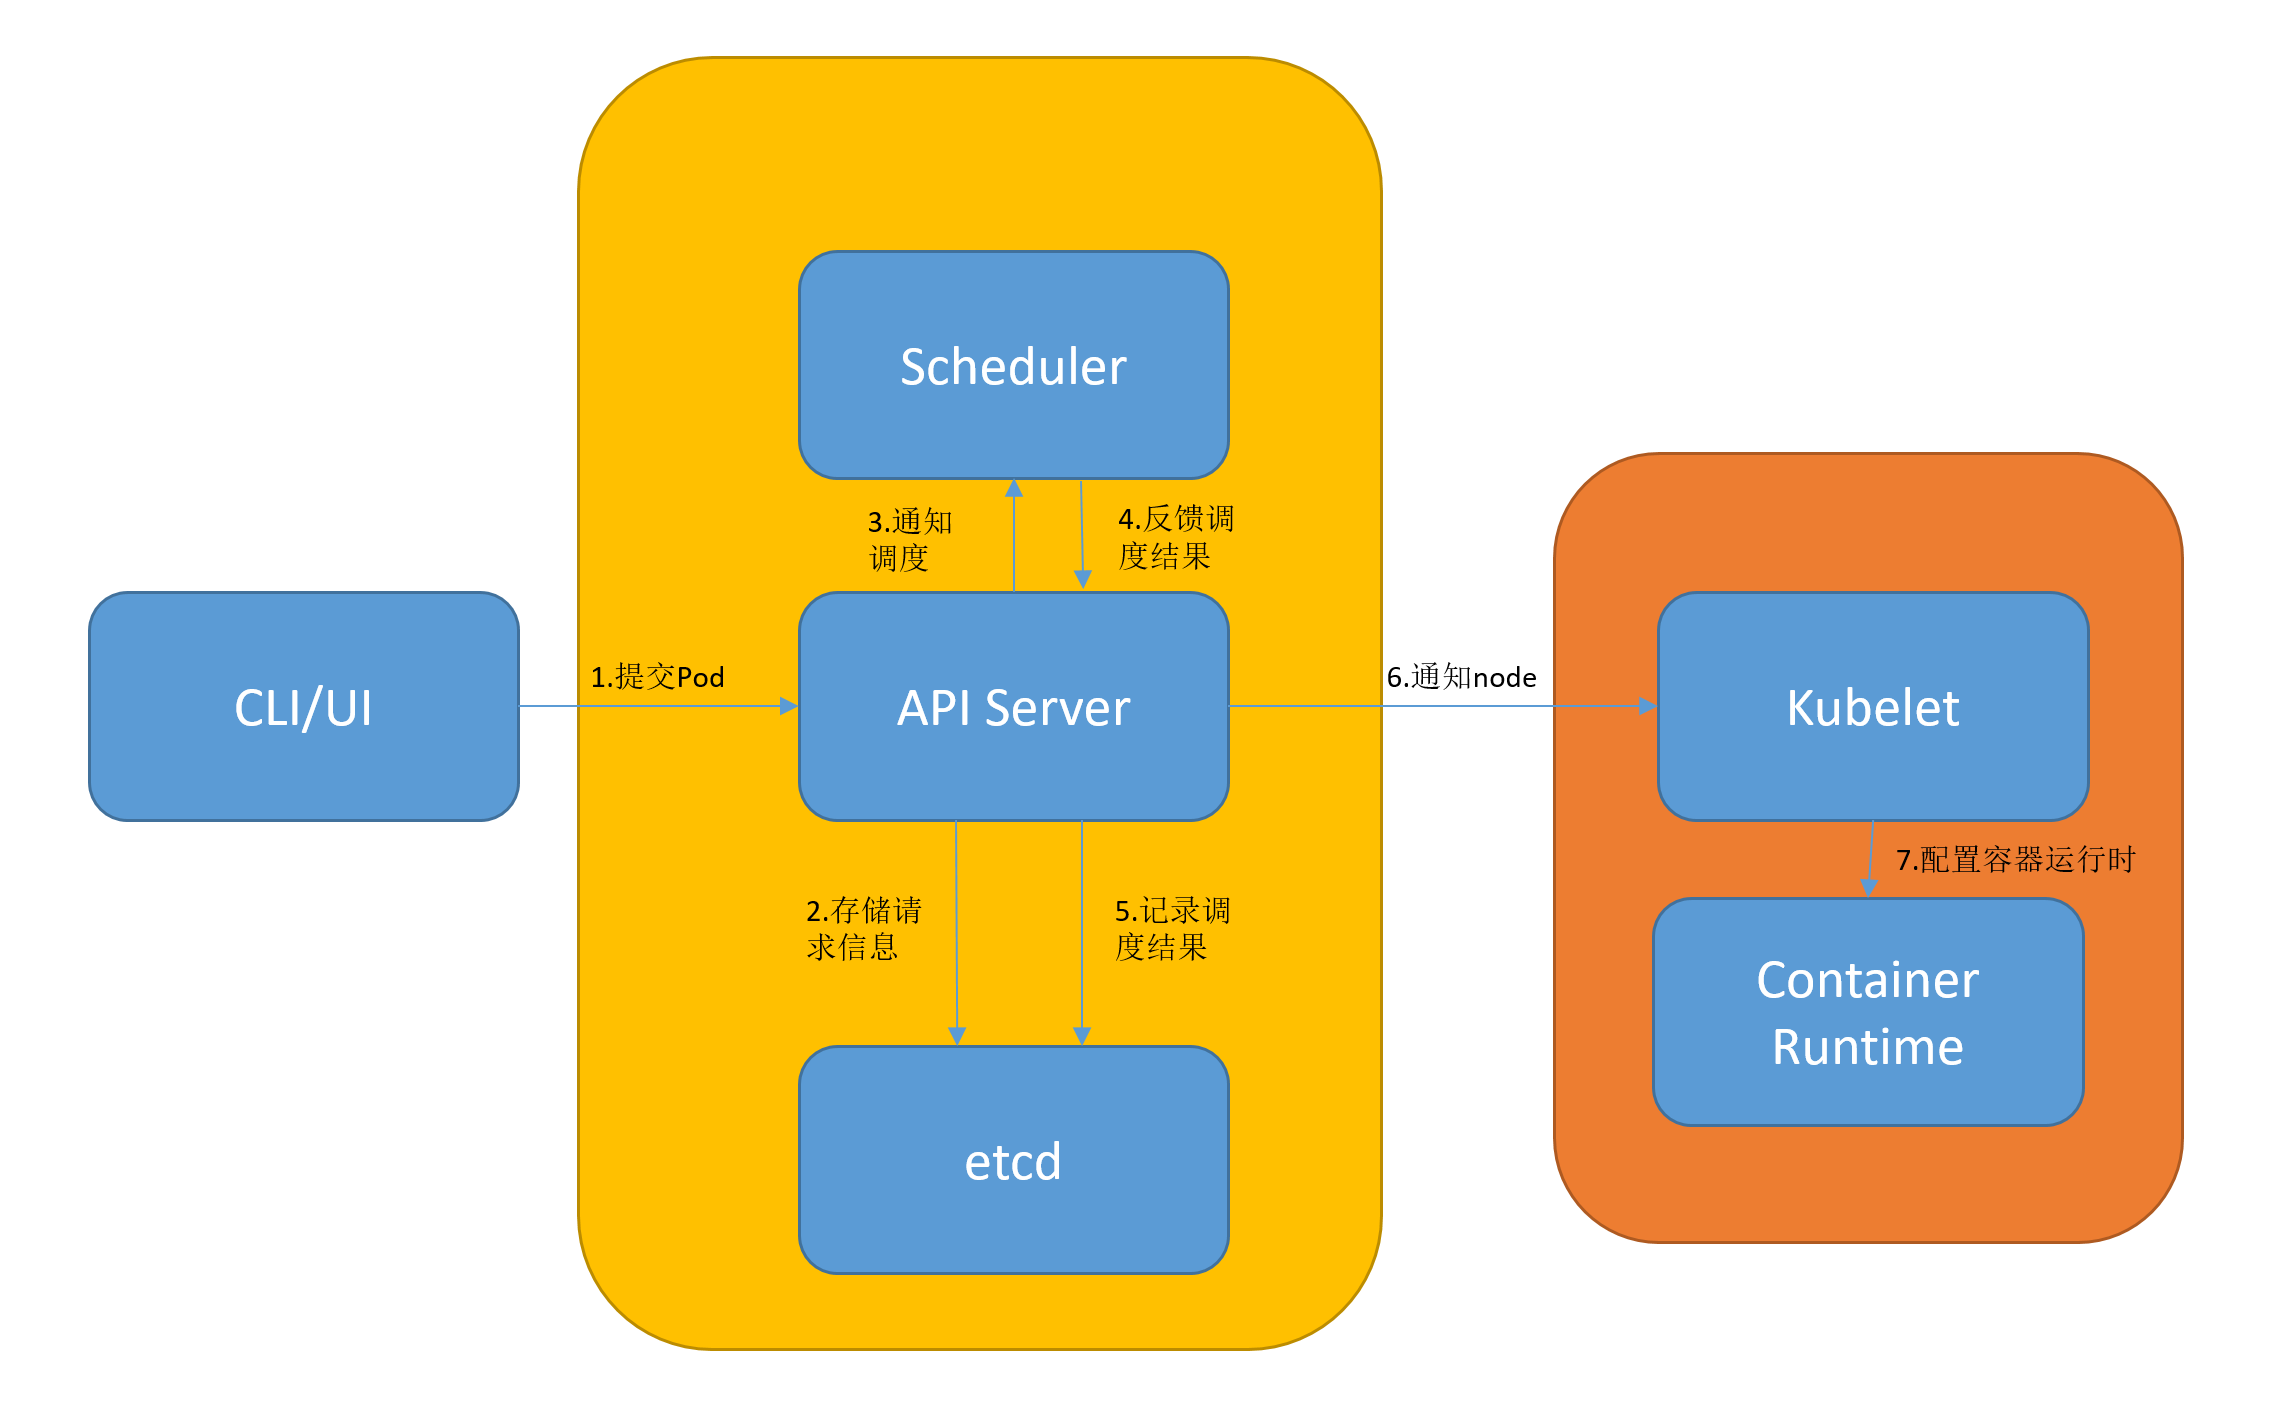 Scheduler
3.通知
调度
4.反馈调
度结果
CLI/UI
1.提交Pod
API Server
6.通知node
Kubelet
7.配置容器运行时
2.存储请
求信息
5.记录调
度结果
Container
Runtime
etcd